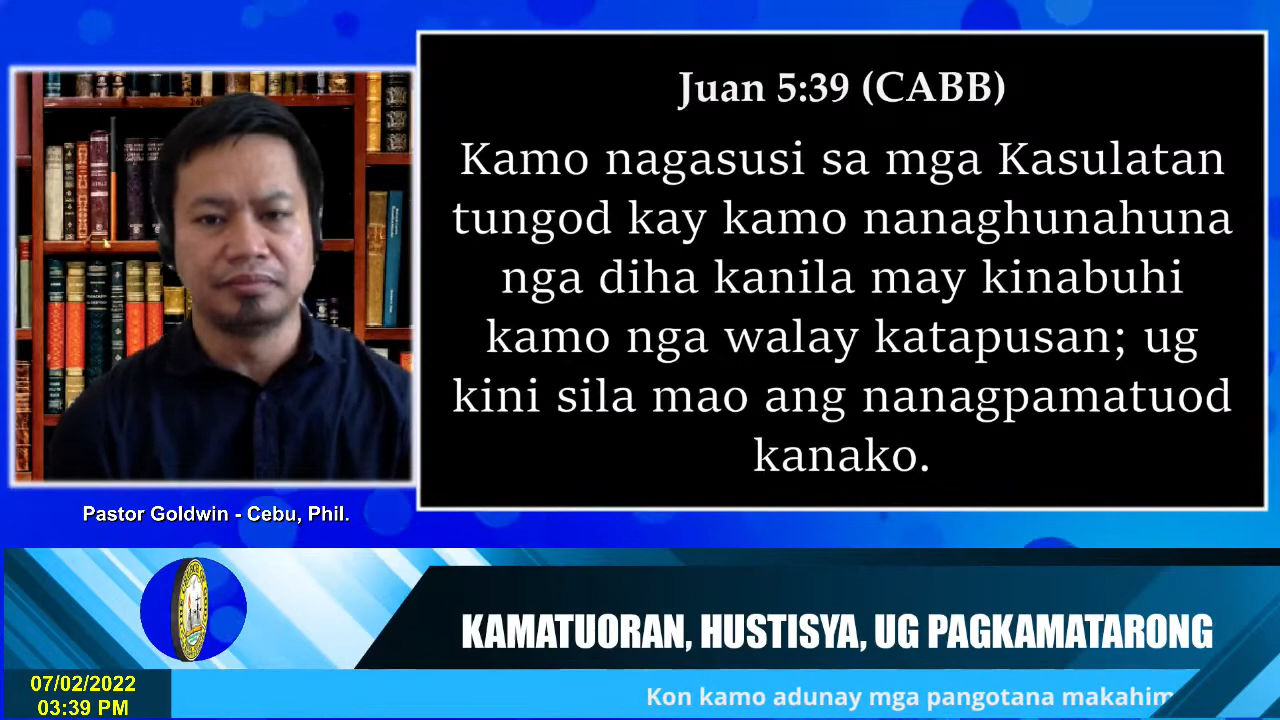 Juan 5:39 (CABB)
Kamo nagasusi sa mga Kasulatan
tungod kay kamo nanaghunahuna
nga diha kanila may kinabuhi
kamo nga walay katapusan; ug
kini sila mao ang nanagpamatuod
kanako.
Pastor Goldwin - Cebu, Phil.
KAMATUORAN, HUSTISYA, UG PAGKAMATARONG
07/02/2022
03:39 PM
Kon kamo adunay mga pangotana